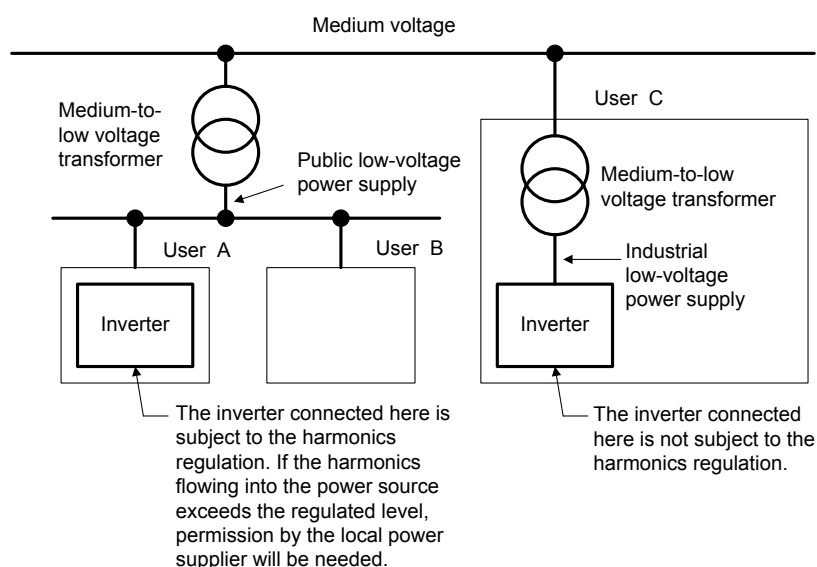 Medium voltage
Medium-to-
low voltage
transformer
Public low-voltage
power supply
User C
Medium-to-low
voltage transformer
User A
User B
Industrial
low-voltage
power supply
Inverter
Inverter
The inverter connected here is
subject to the harmonics
regulation. If the harmonics
flowing into the power source
exceeds the regulated level,
permission by the local power
supplier will be needed.
The inverter connected
here is not subject to the
harmonics regulation.